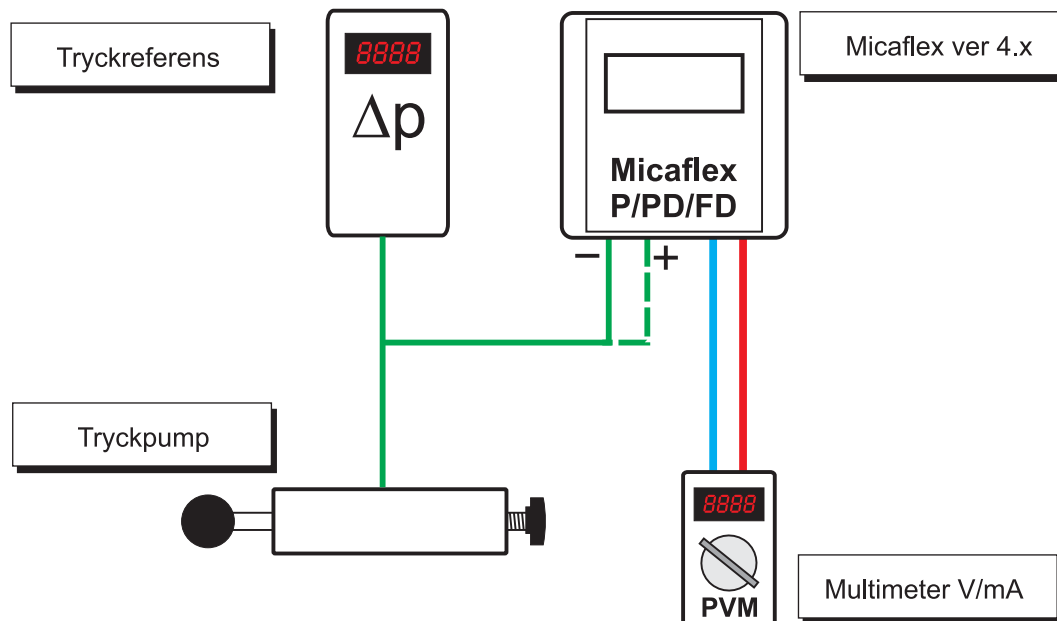 Tryckreferens
8888
Δp
Micaflex ver 4.x
Micaflex
P/PD/FD
−
+
Tryckpump
8888
PVM
Multimeter V/mA